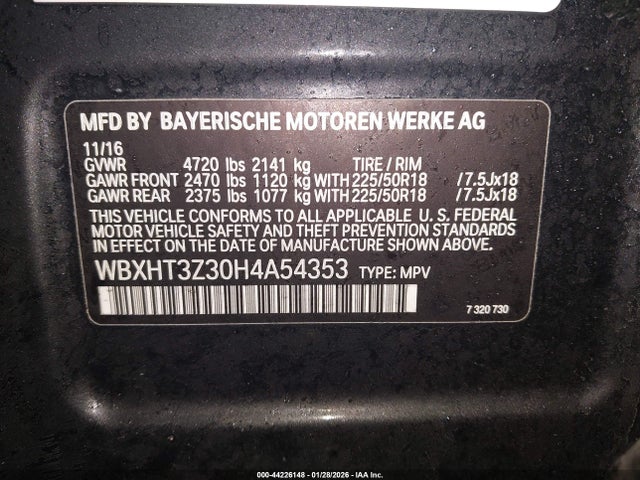 MFD BY BAYERISCHE MOTOREN WERKE AG
11/16
GVWR 4720 lbs 2141 kg TIRE / RIM
GAWR FRONT 2470 lbs 1120 kg WITH 225/50R18 /7.5Jx18
GAWR REAR 2375 lbs 1077 kg WITH 225/50R18 /7.5Jx18
THIS VEHICLE CONFORMS TO ALL APPLICABLE U. S. FEDERAL
MOTOR VEHICLE SAFETY AND THEFT PREVENTION STANDARDS
IN EFFECT ON THE DATE OF MANUFACTURE SHOWN ABOVE.
WBXHT3Z30H4A54353 TYPE: MPV
7 320 730
000-44226148 - 01/28/2026 - IAA Inc.